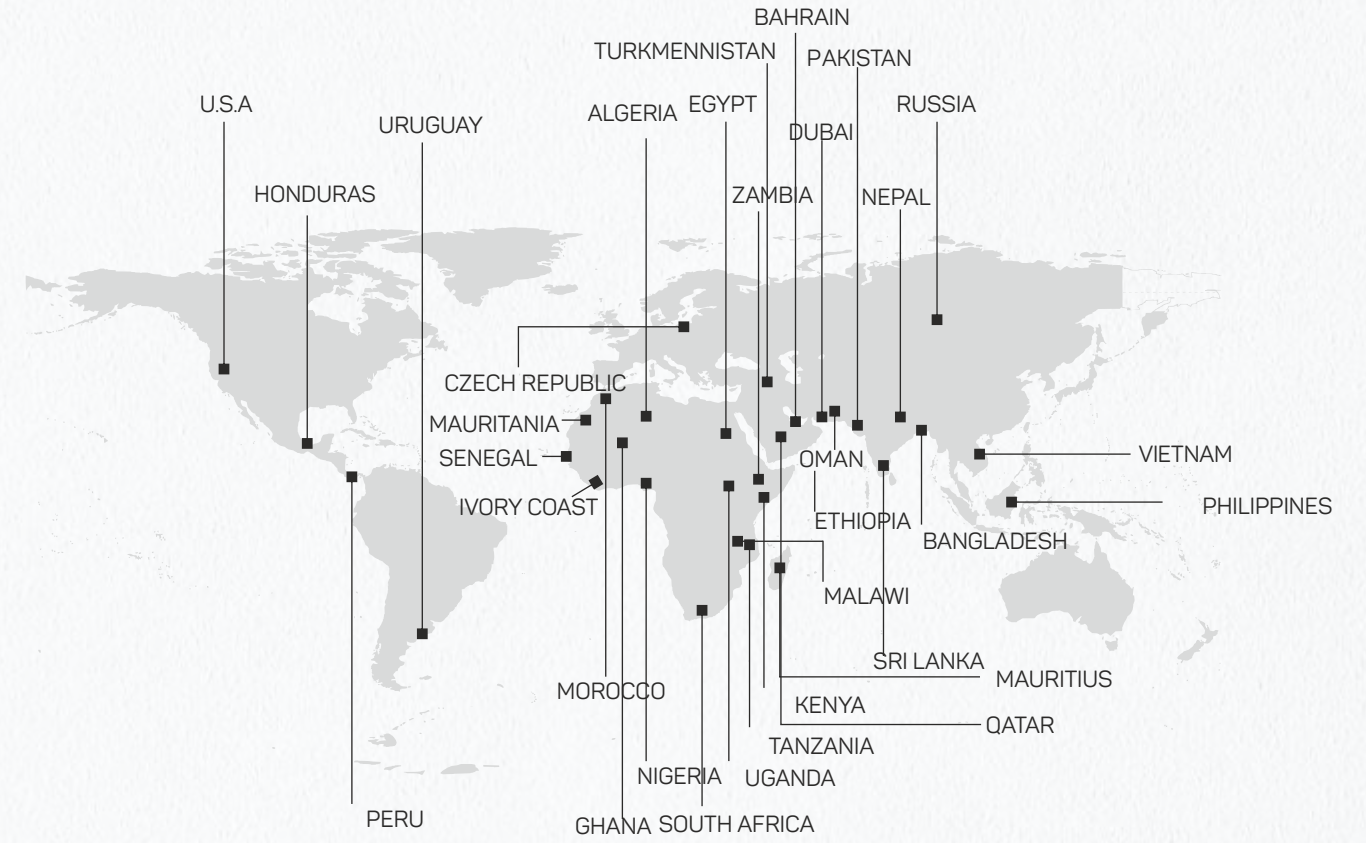 BAHRAIN
TURKMENNISTAN
PAKISTAN
U.S.A
ALGERIA
EGYPT
RUSSIA
URUGUAY
DUBAI
HONDURAS
ZAMBIA
NEPAL
CZECH REPUBLIC
MAURITANIA
SENEGAL
OMAN
VIETNAM
IVORY COAST
PHILIPPINES
ETHIOPIA
BANGLADESH
MALAWI
SRI LANKA
MAURITIUS
MOROCCO
KENYA
QATAR
TANZANIA
NIGERIA
UGANDA
PERU
GHANA
SOUTH AFRICA